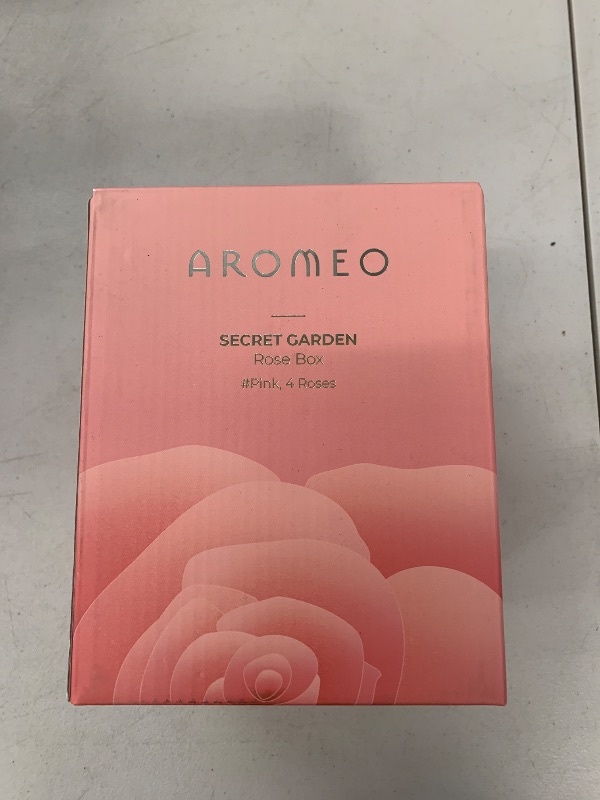 AROMEO
SECRET GARDEN
Rose Box
#Pink, 4 Roses